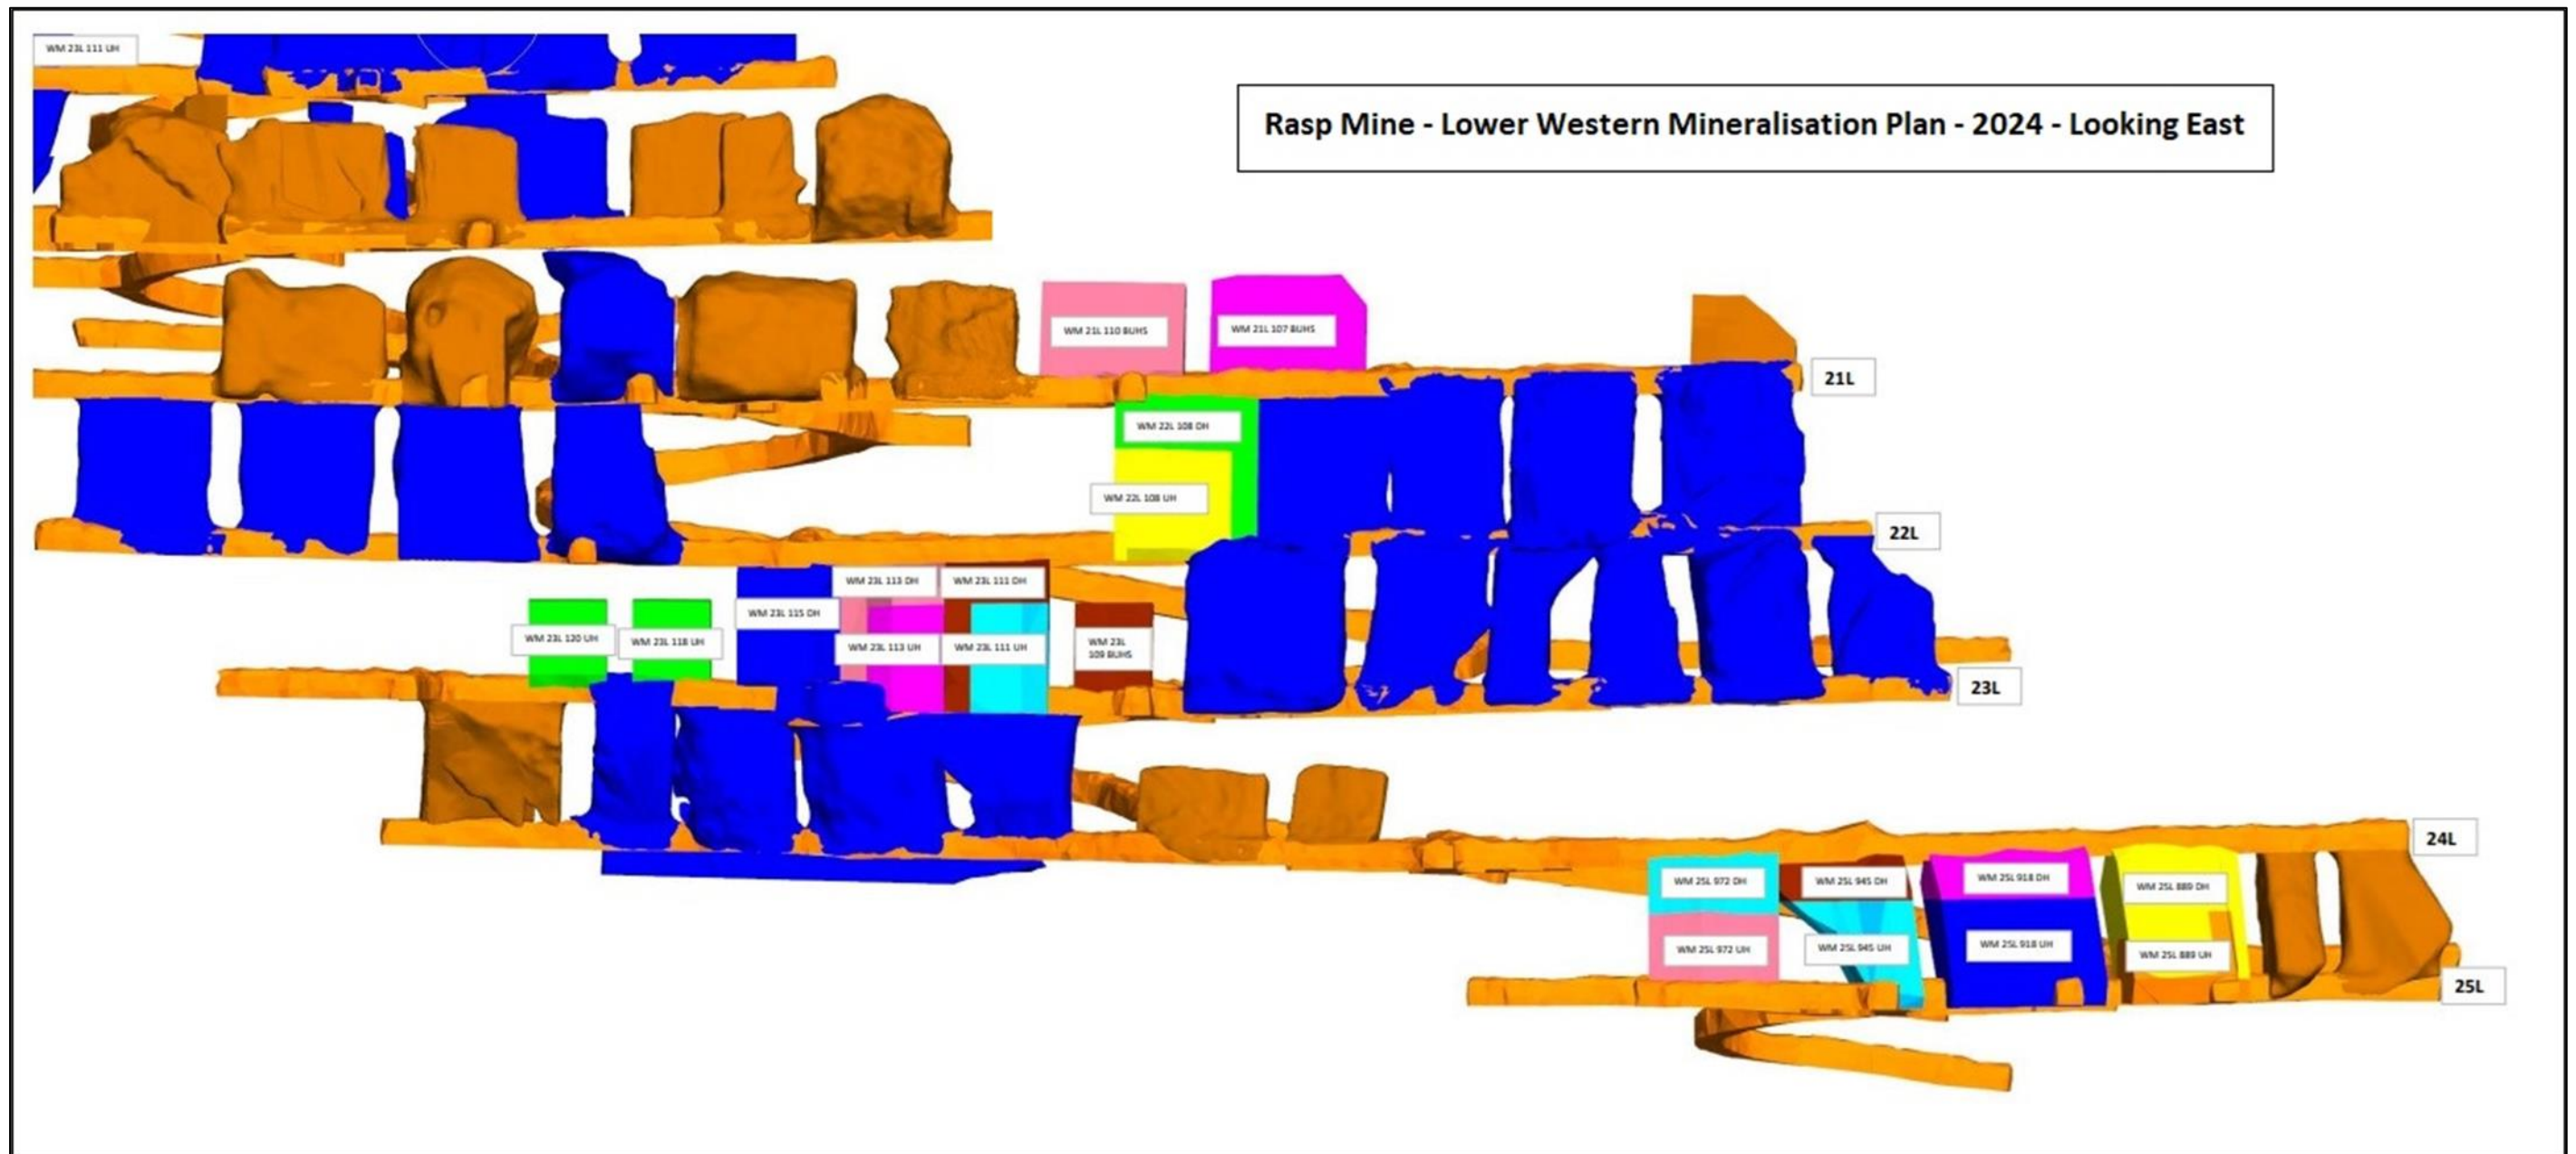 WM 23L 111 UH
Rasp Mine - Lower Western Mineralisation Plan - 2024 - Looking East
WM 21L 110 BUHS
WM 21L 107 BUHS
21L
WM 22L 108 DH
WM 22L 108 UH
22L
WM 23L 113 DH
WM 23L 111 DH
WM 23L 115 DH
WM 23L 120 UH
WM 23L 118 UH
WM 23L 113 UH
WM 23L 111 UH
WM 23L
109 BUHS
23L
24L
WM 25L 972 DH
WM 25L 945 DH
WM 25L 918 DH
WM 25L 889 DH
WM 25L 972 UH
WM 25L 945 UH
WM 25L 918 UH
WM 25L 889 UH
25L